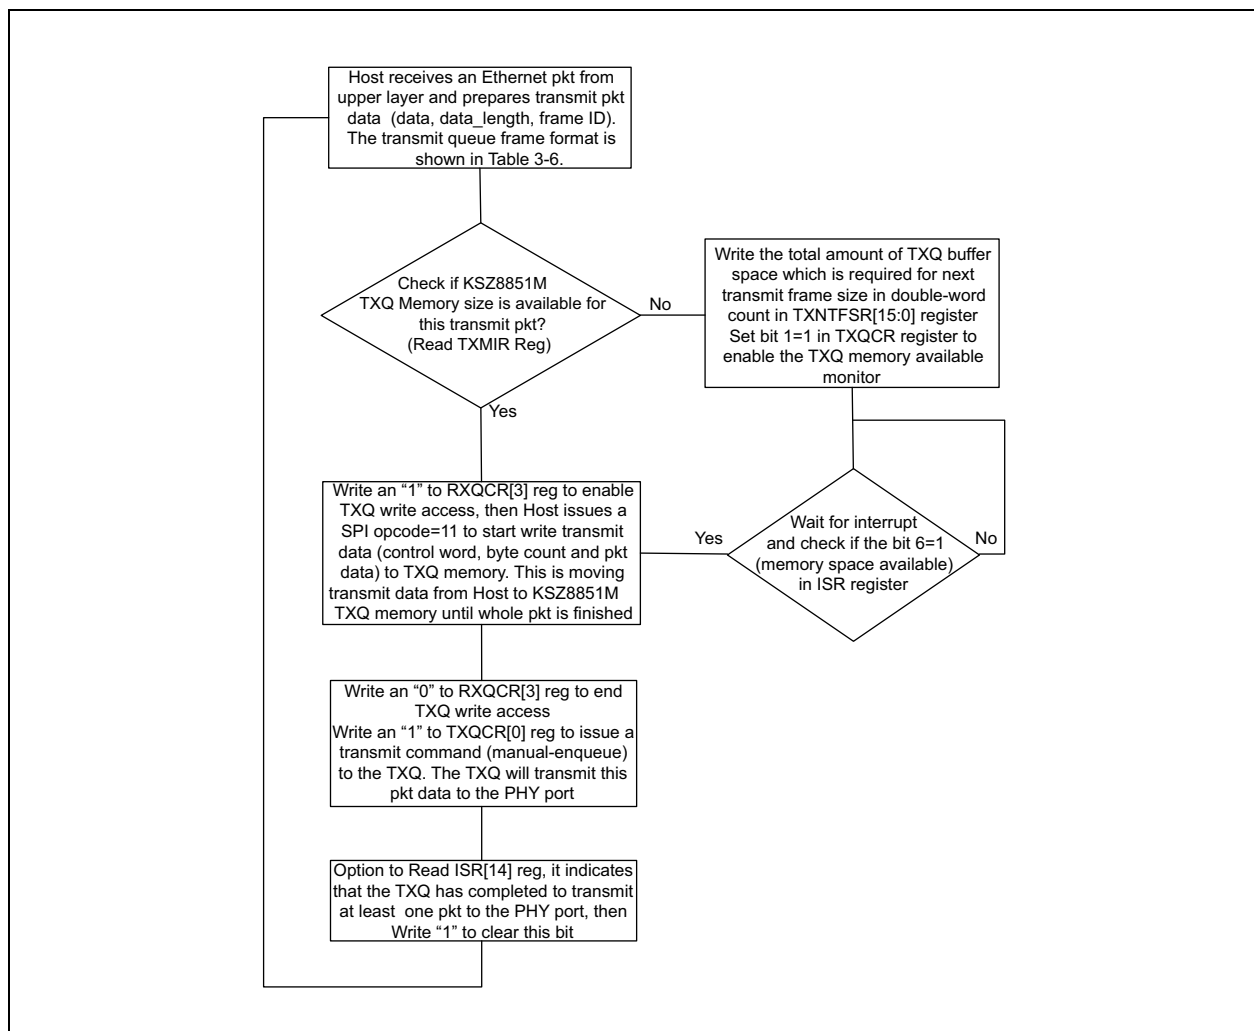 Host receives an Ethernet pkt from
upper layer and prepares transmit pkt
data (data, data_length, frame ID).
The transmit queue frame format is
shown in Table 3-6.
Check if KSZ8851M
TXQ Memory size is available for
this transmit pkt?
(Read TXMIR Reg)
No
Yes
Write the total amount of TXQ buffer
space which is required for next
transmit frame size in double-word
count in TXNTFSR[15:0] register
Set bit 1=1 in TXQCR register to
enable the TXQ memory available
monitor
Wait for interrupt
and check if the bit 6=1
(memory space available)
in ISR register
Yes
No
Write an “1” to RXQCR[3] reg to enable
TXQ write access, then Host issues a
SPI opcode=11 to start write transmit
data (control word, byte count and pkt
data) to TXQ memory. This is moving
transmit data from Host to KSZ8851M
TXQ memory until whole pkt is finished
Write an “0” to RXQCR[3] reg to end
TXQ write access
Write an “1” to TXQCR[0] reg to issue a
transmit command (manual-enqueue)
to the TXQ. The TXQ will transmit this
pkt data to the PHY port
Option to Read ISR[14] reg, it indicates
that the TXQ has completed to transmit
at least one pkt to the PHY port, then
Write “1” to clear this bit